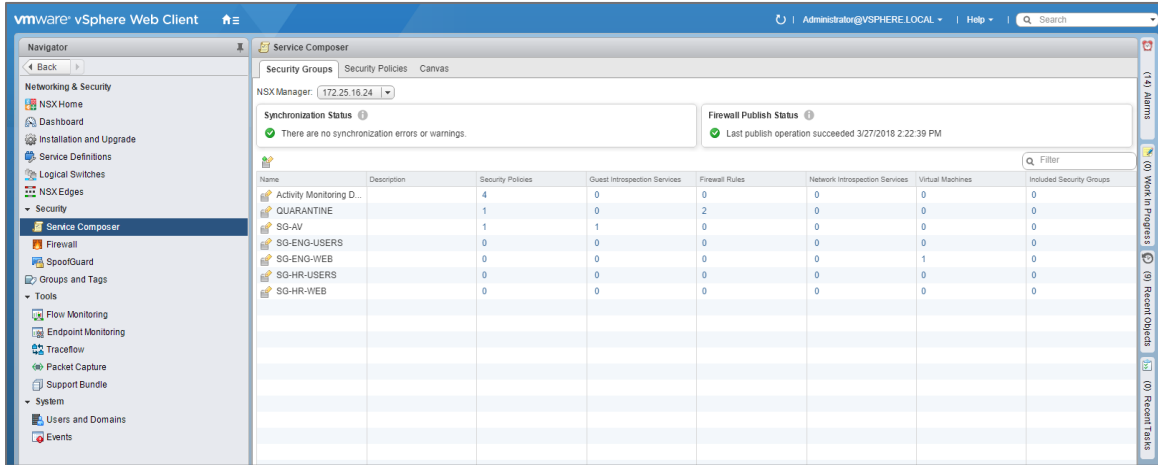 vmware® vSphere Web Client
Administrator@VSPHERE.LOCAL | Help | Search
Navigator
Back
Networking & Security
NSX Home
Dashboard
Installation and Upgrade
Service Definitions
Logical Switches
NSX Edges
Security
Service Composer
Firewall
SpoofGuard
Groups and Tags
Tools
Flow Monitoring
Endpoint Monitoring
Traceflow
Packet Capture
Support Bundle
System
Users and Domains
Events
Service Composer
Security Groups Security Policies Canvas
NSX Manager: 172.25.16.24
Synchronization Status
There are no synchronization errors or warnings.
Firewall Publish Status
Last publish operation succeeded 3/27/2018 2:22:39 PM
Filter
Name Description Security Policies Guest Introspection Services Firewall Rules Network Introspection Services Virtual Machines Included Security Groups
Activity Monitoring D... 4 0 0 0 0 0
QUARANTINE 1 0 2 0 0 0
SG-AV 1 1 0 0 0 0
SG-ENG-USERS 0 0 0 0 0 0
SG-ENG-WEB 0 0 0 0 1 0
SG-HR-USERS 0 0 0 0 0 0
SG-HR-WEB 0 0 0 0 0 0
(14) Alarms
(0) Work In Progress
(9) Recent Objects
(0) Recent Tasks